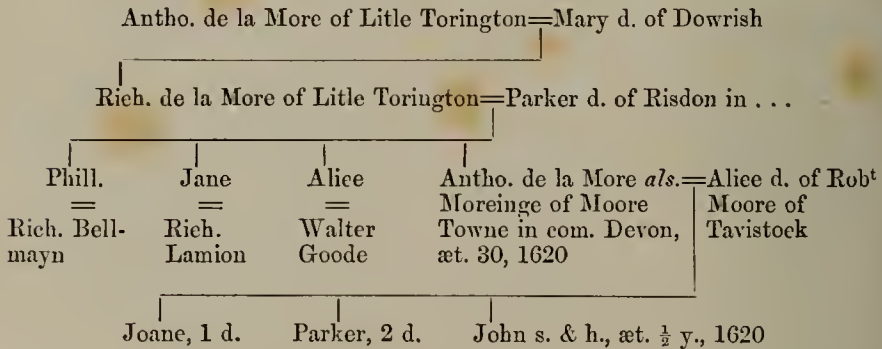 Antho. de la More of Litle Torington=Mary d. of Dowrish
Rich. de la More of Litle Torington=Parker d. of Risdon in . . .
Phill. Jane Alice Antho. de la More als.=Alice d. of Robt
= = = Moreinge of Moore Moore of
Rich. Bell- Rich. Walter Towne in com. Devon, Tavistock
mayn Lamion Goode æt. 30, 1620
Joane, 1 d. Parker, 2 d. John s. & h., æt. ½ y., 1620